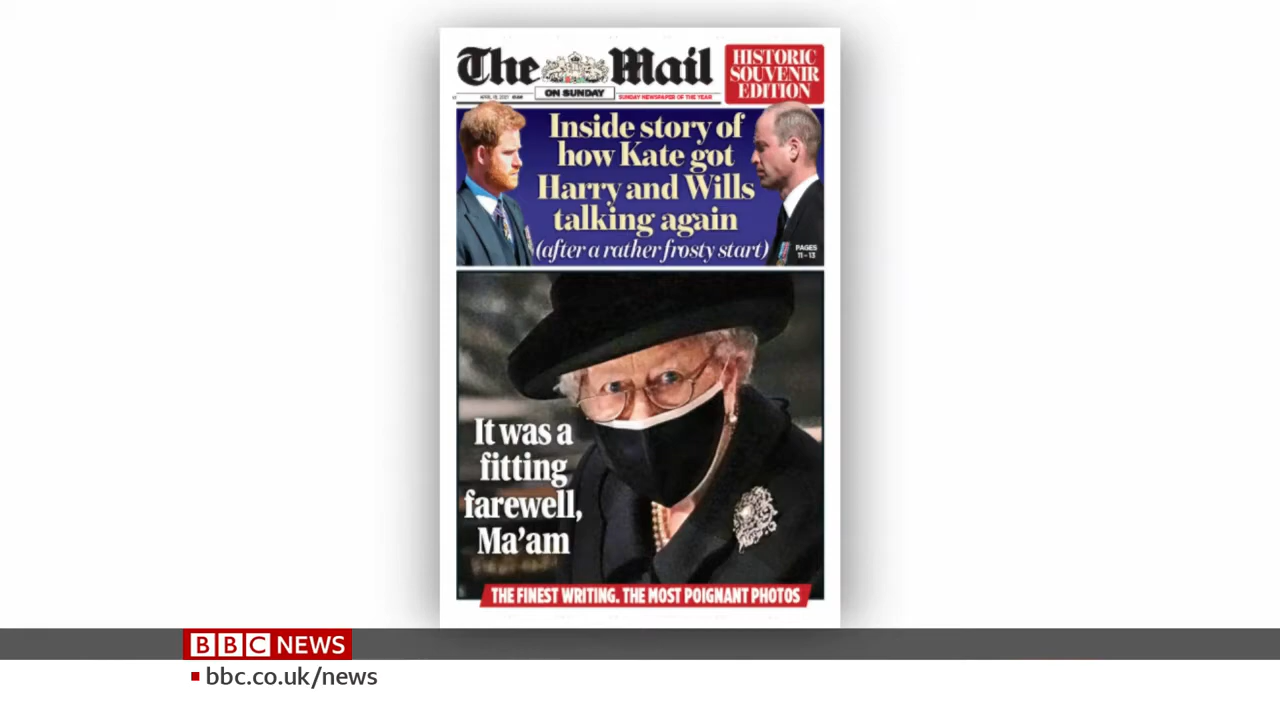 The Mail
ON SUNDAY
SUNDAY NEWSPAPER OF THE YEAR
HISTORIC
SOUVENIR
EDITION
Inside story of
how Kate got
Harry and Wills
talking again
(after a rather frosty start)
PAGES
11-13
It was a
fitting
farewell,
Ma'am
THE FINEST WRITING. THE MOST POIGNANT PHOTOS
BBC NEWS
bbc.co.uk/news